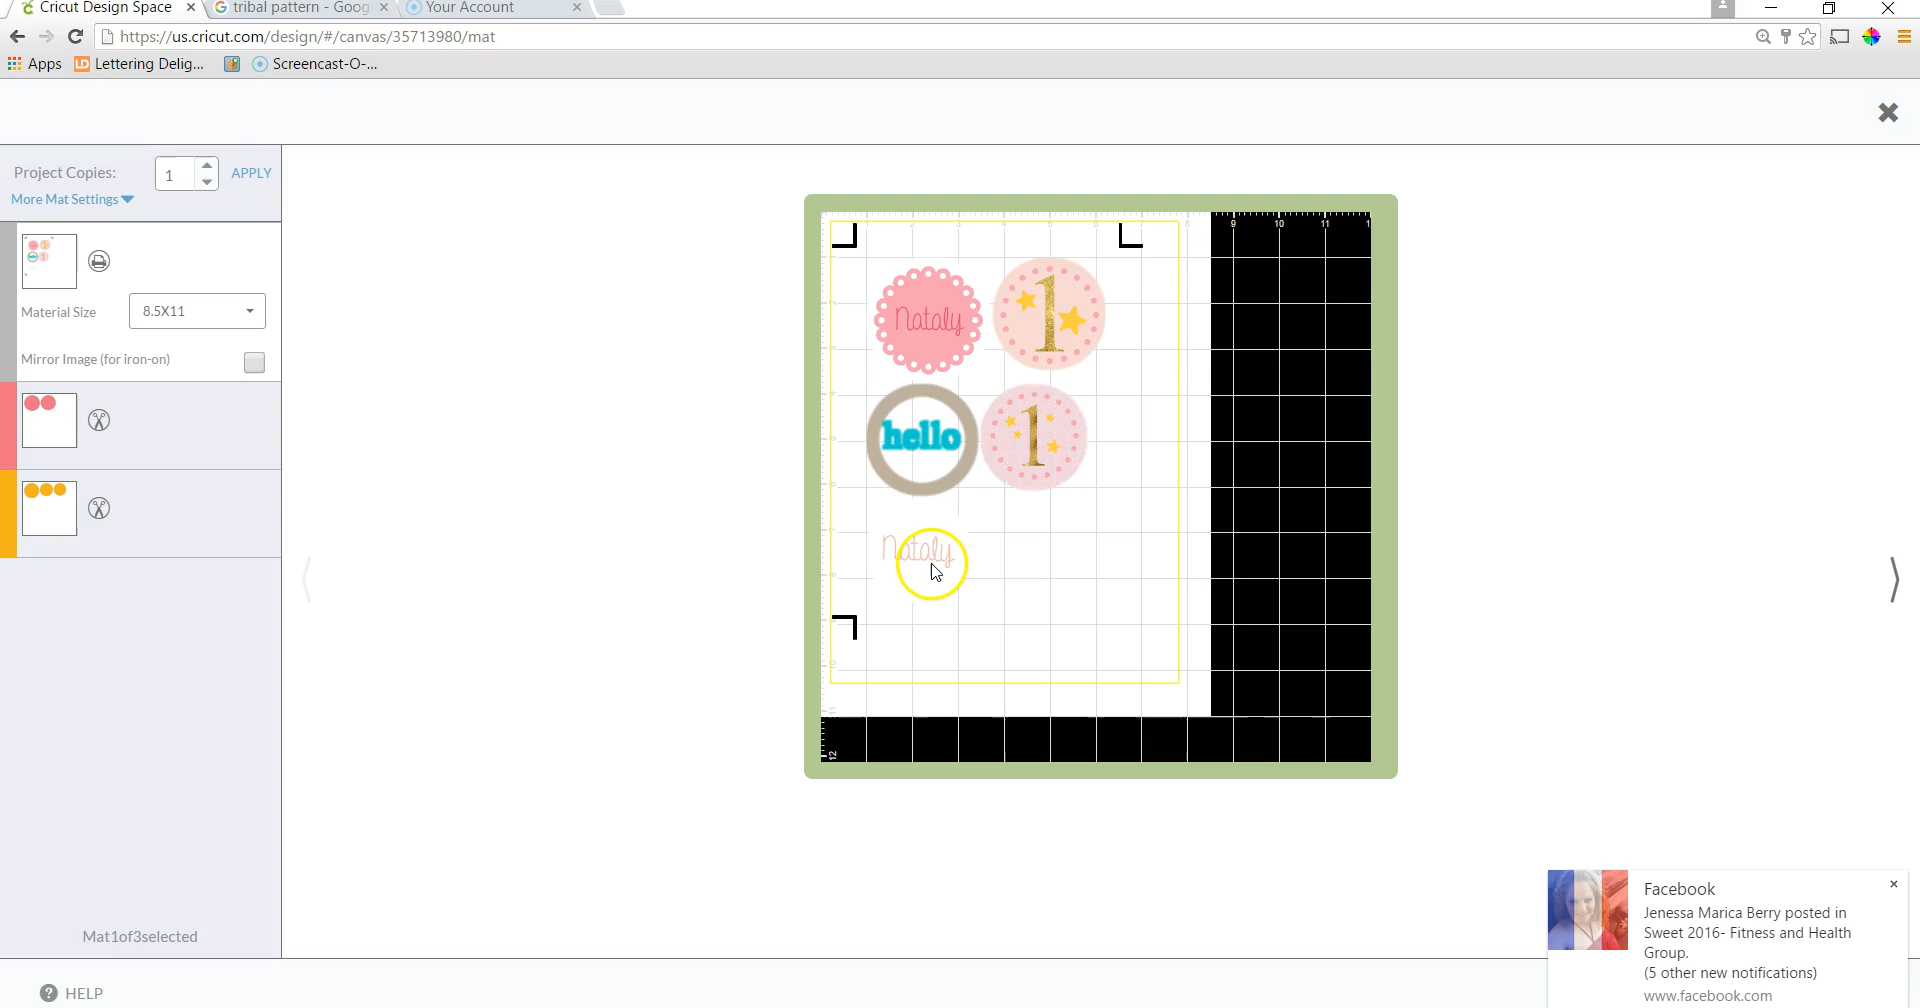 Cricut Design Space
tribal pattern - Goog
Your Account
https://us.cricut.com/design/#/canvas/35713980/mat
Apps
Lettering Delig...
Screencast-O-...
Project Copies:
1
APPLY
More Mat Settings
Material Size
8.5X11
Mirror Image (for iron-on)
Mat1of3selected
HELP
9 10 11
Nataly
1
hello
1
Nataly
12
Facebook
Jenessa Marica Berry posted in
Sweet 2016- Fitness and Health
Group.
(5 other new notifications)
www.facebook.com